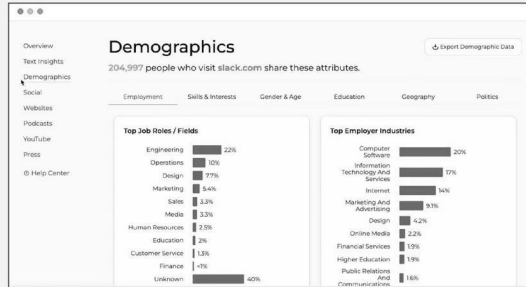 Overview
Text Insights
Demographics
Social
Websites
Podcasts
YouTube
Press
Help Center
Demographics
Export Demographic Data
204,997 people who visit slack.com share these attributes.
Employment
Skills & Interests
Gender & Age
Education
Geography
Politics
Top Job Roles / Fields
Engineering 22%
Operations 10%
Design 7.7%
Marketing 5.4%
Sales 3.3%
Media 3.3%
Human Resources 2.5%
Education 2%
Customer Service 1.3%
Finance <1%
Unknown 40%
Top Employer Industries
Computer
Software 20%
Information
Technology And
Services 17%
Internet 14%
Marketing And
Advertising 9.1%
Design 4.2%
Online Media 2.2%
Financial Services 1.9%
Higher Education 1.9%
Public Relations
And
Communications 1.6%